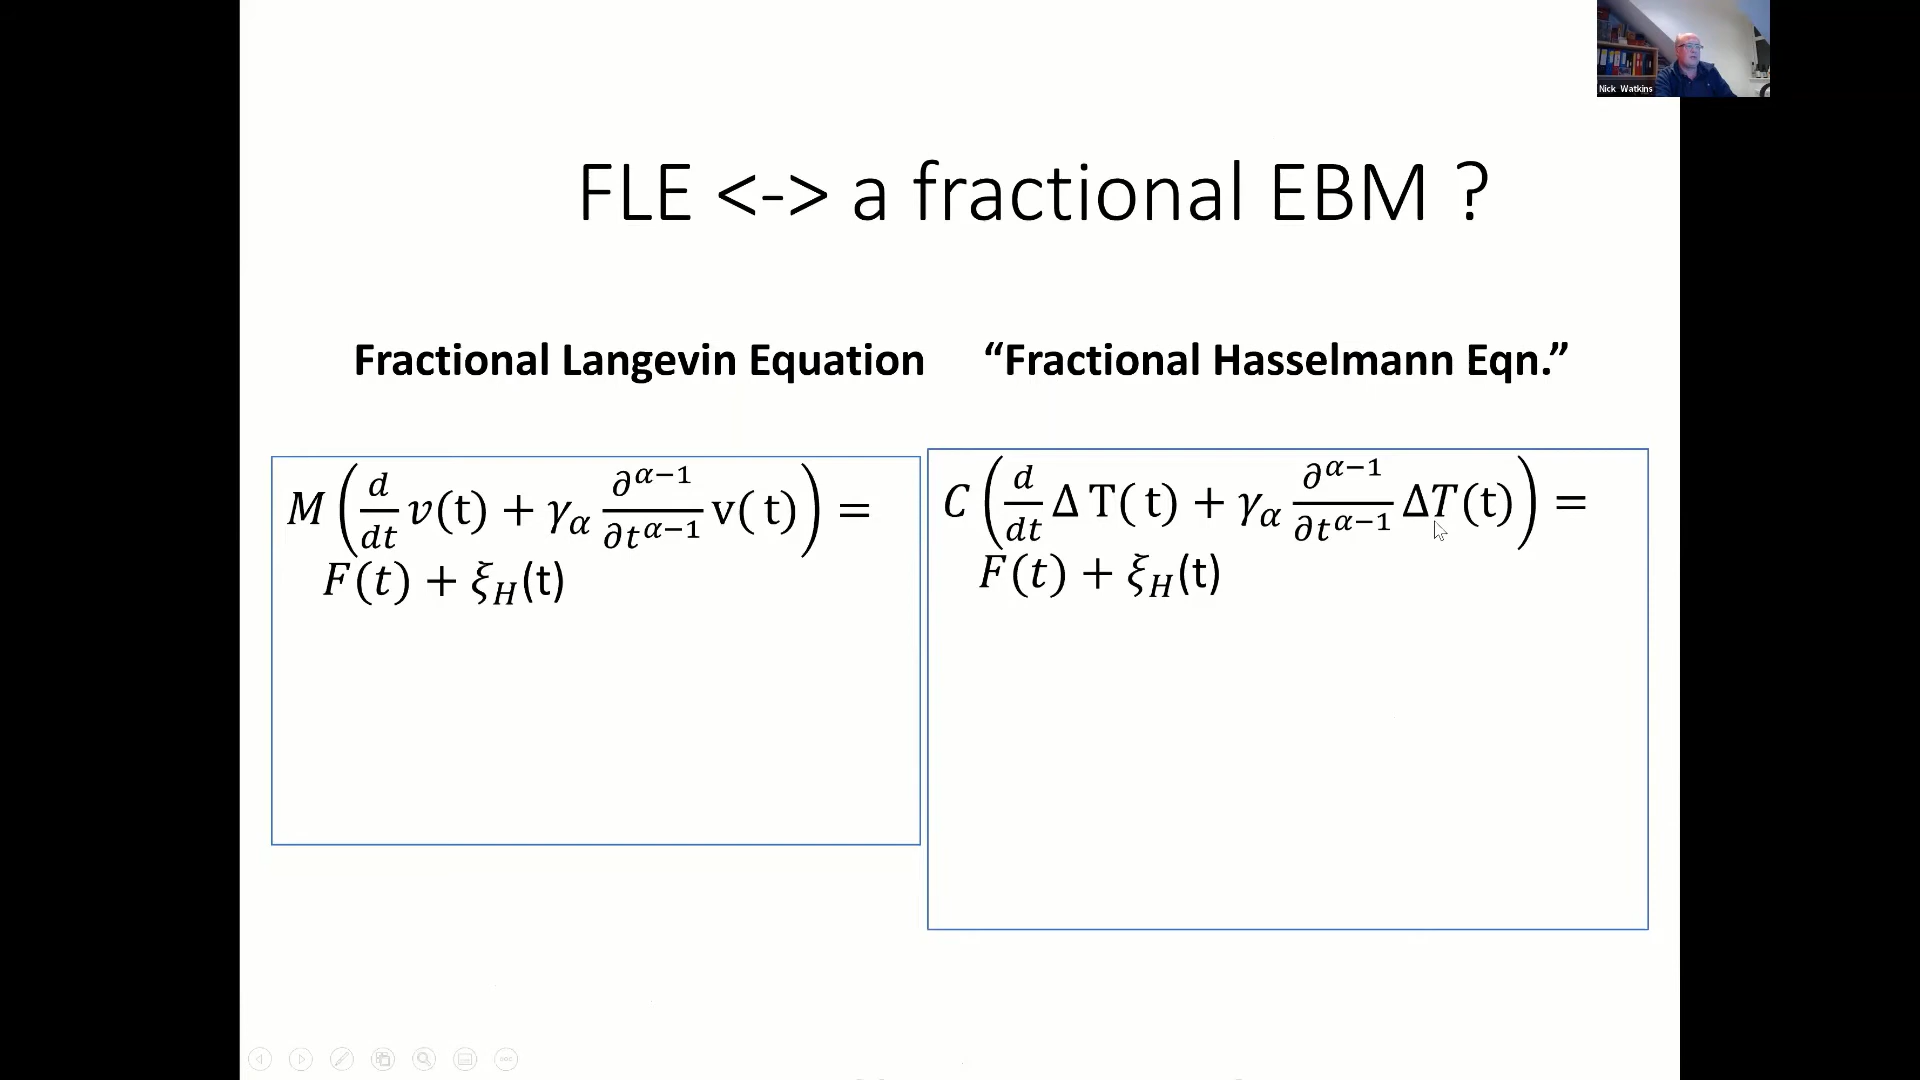 Nick Watkins
FLE <-> a fractional EBM ?
Fractional Langevin Equation
“Fractional Hasselmann Eqn.”
M(d/dt v(t) + γ_α ∂^{α−1}/∂t^{α−1} v( t)) =
F(t) + ξ_H(t)
C(d/dt Δ T( t) + γ_α ∂^{α−1}/∂t^{α−1} ΔT(t)) =
F(t) + ξ_H(t)